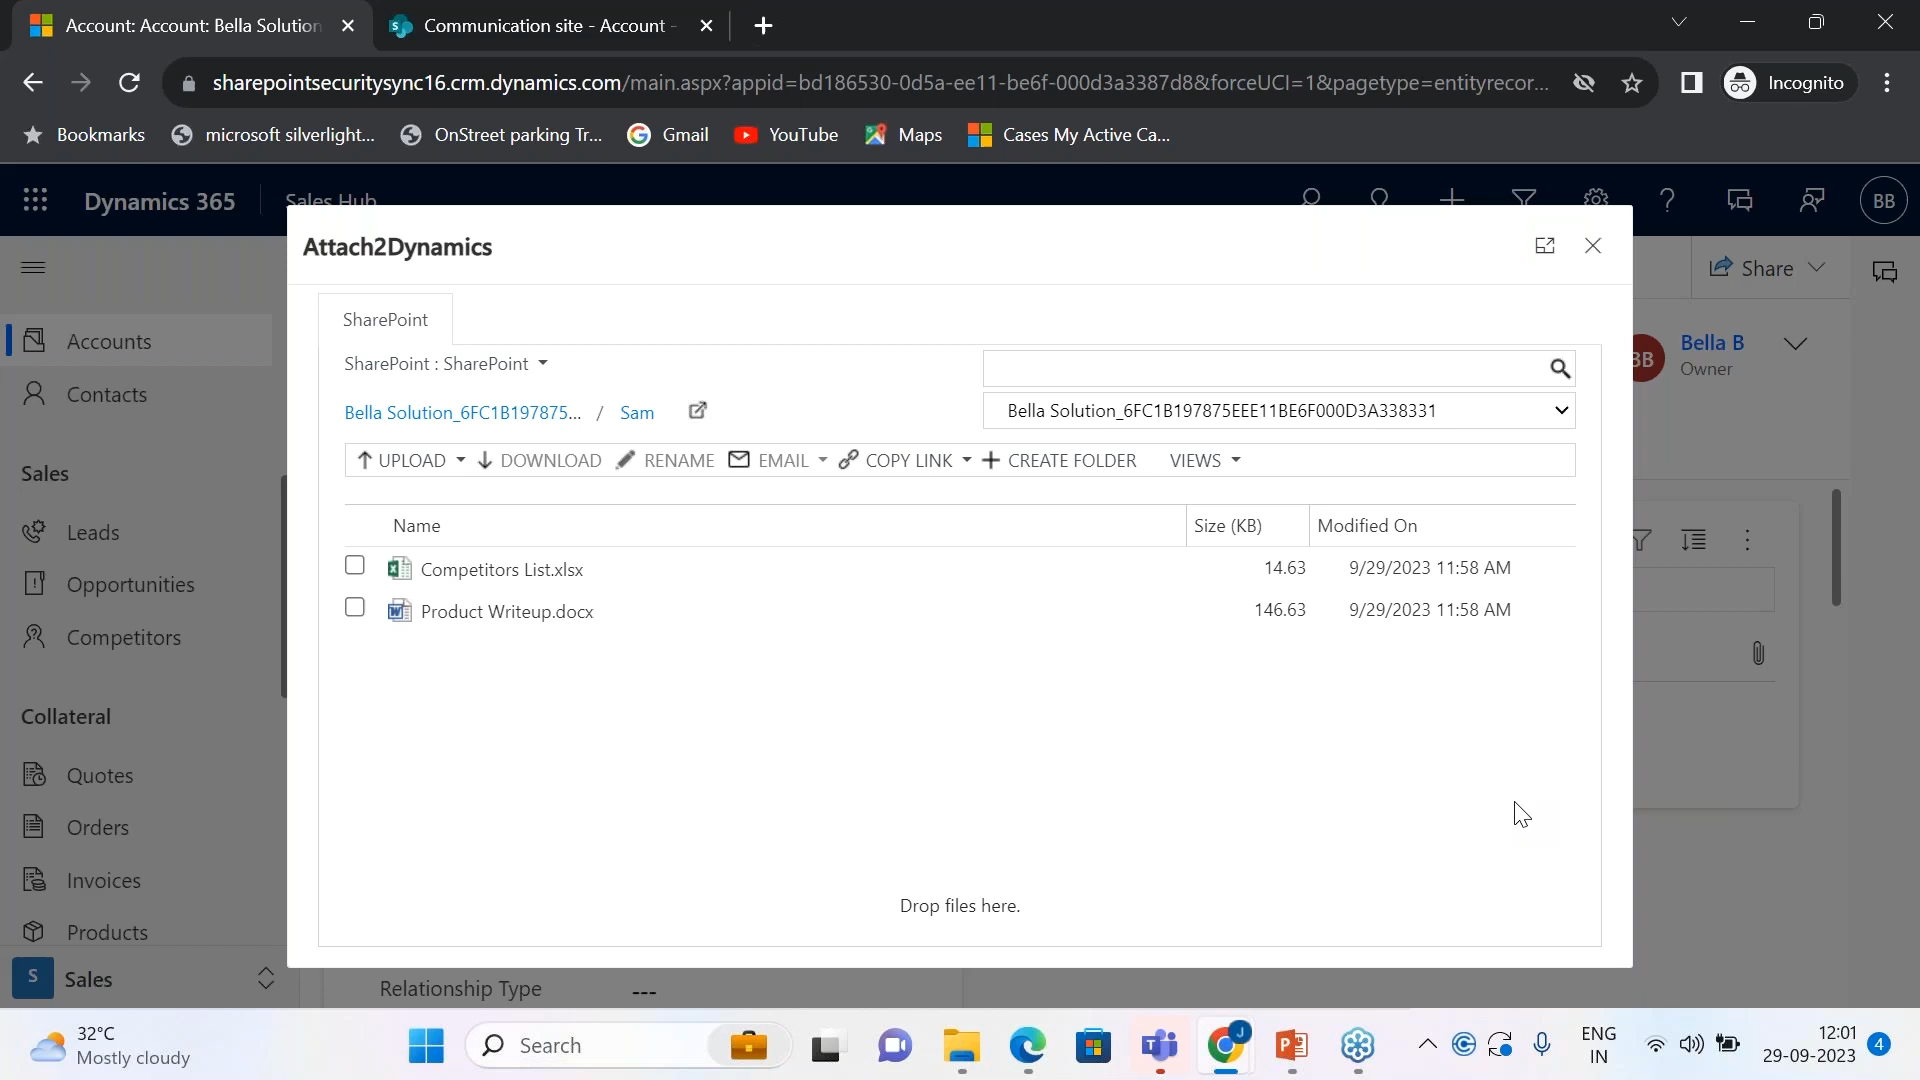 Account: Account: Bella Solution
Communication site - Account -
sharepointsecuritysync16.crm.dynamics.com/main.aspx?appid=bd186530-0d5a-ee11-be6f-000d3a3387d8&forceUCI=1&pagetype=entityrecor...
Incognito
Bookmarks
microsoft silverlight...
OnStreet parking Tr...
Gmail
YouTube
Maps
Cases My Active Ca...
Dynamics 365
Sales Hub
BB
Attach2Dynamics
Share
Accounts
Contacts
Sales
Leads
Opportunities
Competitors
Collateral
Quotes
Orders
Invoices
Products
S
Sales
SharePoint
SharePoint : SharePoint
Bella Solution_6FC1B197875... / Sam
Bella Solution_6FC1B197875EEE11BE6F000D3A338331
UPLOAD DOWNLOAD RENAME EMAIL COPY LINK CREATE FOLDER VIEWS
Name Size (KB) Modified On
Competitors List.xlsx 14.63 9/29/2023 11:58 AM
Product Writeup.docx 146.63 9/29/2023 11:58 AM
Drop files here.
BB
Bella B
Owner
Relationship Type ---
32°C
Mostly cloudy
Search
J
ENG
IN
12:01
29-09-2023
4